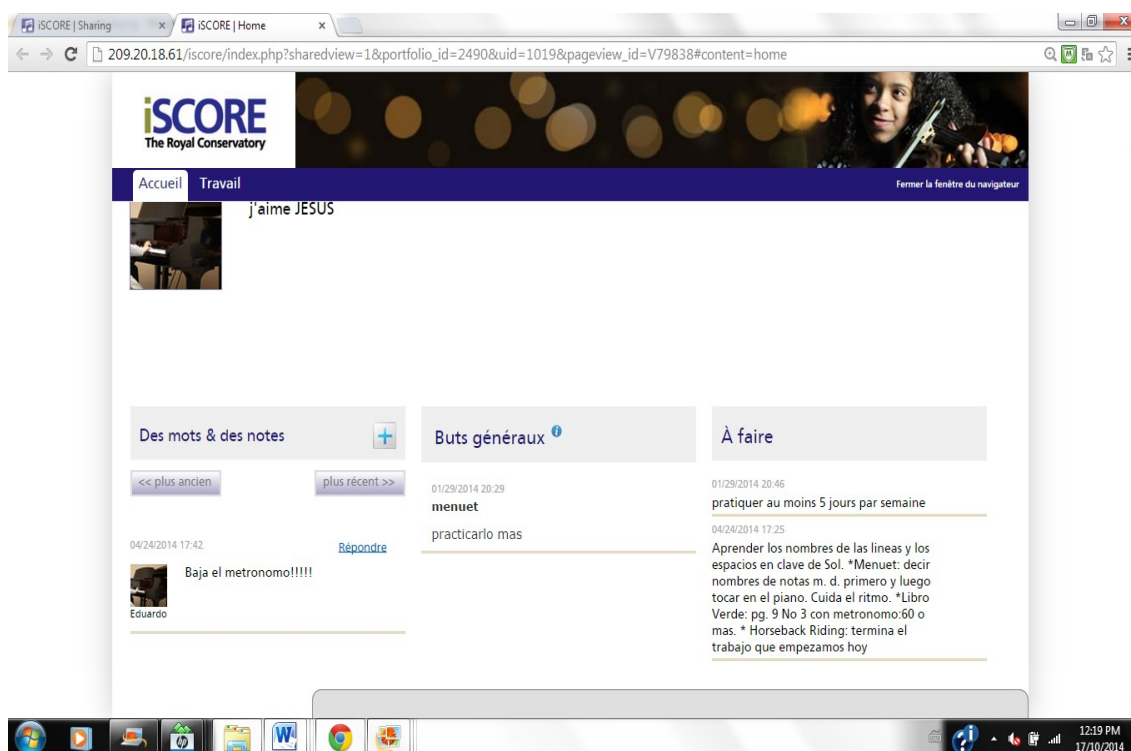 iSCORE | Sharing
iSCORE | Home
209.20.18.61/iscore/index.php?sharedview=1&portfolio_id=2490&uid=1019&pageview_id=V79838#content=home
iSCORE
The Royal Conservatory
Accueil Travail
Fermer la fenêtre du navigateur
j'aime JESUS
Des mots & des notes
<< plus ancien
plus récent >>
04/24/2014 17:42
Répondre
Baja el metronomo!!!!!
Eduardo
Buts généraux
01/29/2014 20:29
menuet
practicarlo mas
À faire
01/29/2014 20:46
pratiquer au moins 5 jours par semaine
04/24/2014 17:25
Aprender los nombres de las lineas y los
espacios en clave de Sol. *Menuet: decir
nombres de notas m. d. primero y luego
tocar en el piano. Cuida el ritmo. *Libro
Verde: pg. 9 No 3 con metronomo:60 o
mas. * Horseback Riding: termina el
trabajo que empezamos hoy
12:19 PM
17/10/2014